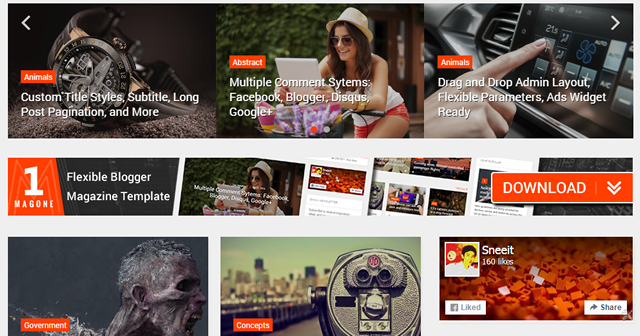 Animals
Custom Title Styles, Subtitle, Long
Post Pagination, and More
Abstract
Multiple Comment Sytems:
Facebook, Blogger, Disqus,
Google+
Animals
Drag and Drop Admin Layout,
Flexible Parameters, Ads Widget
Ready
1
MAGONE
Flexible Blogger
Magazine Template
Multiple Comment Sytems:
Facebook, Blogger, Disqus,
Google+
DOWNLOAD
Government
Concepts
Sneeit
160 likes
Liked
Share